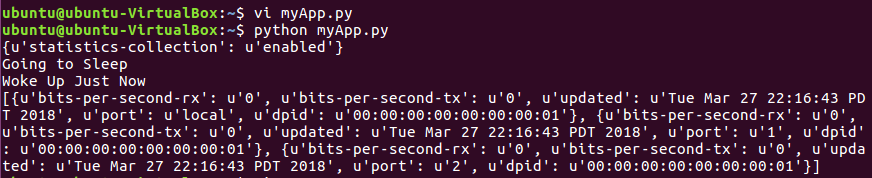 ubuntu@ubuntu-VirtualBox:~$ vi myApp.py
ubuntu@ubuntu-VirtualBox:~$ python myApp.py
{u'statistics-collection': u'enabled'}
Going to Sleep
Woke Up Just Now
[{u'bits-per-second-rx': u'0', u'bits-per-second-tx': u'0', u'updated': u'Tue Mar 27 22:16:43 PD
T 2018', u'port': u'local', u'dpid': u'00:00:00:00:00:00:00:01'}, {u'bits-per-second-rx': u'0',
u'bits-per-second-tx': u'0', u'updated': u'Tue Mar 27 22:16:43 PDT 2018', u'port': u'1', u'dpid'
: u'00:00:00:00:00:00:00:01'}, {u'bits-per-second-rx': u'0', u'bits-per-second-tx': u'0', u'upda
ted': u'Tue Mar 27 22:16:43 PDT 2018', u'port': u'2', u'dpid': u'00:00:00:00:00:00:00:01'}]